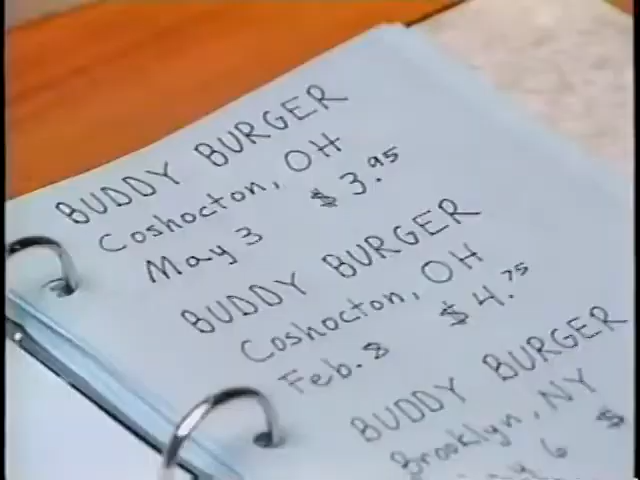 BUDDY BURGER
Coshocton, OH
May 3 $3.95
BUDDY BURGER
Coshocton, OH
Feb. 8 $4.75
BUDDY BURGER
Brooklyn, NY
6 $